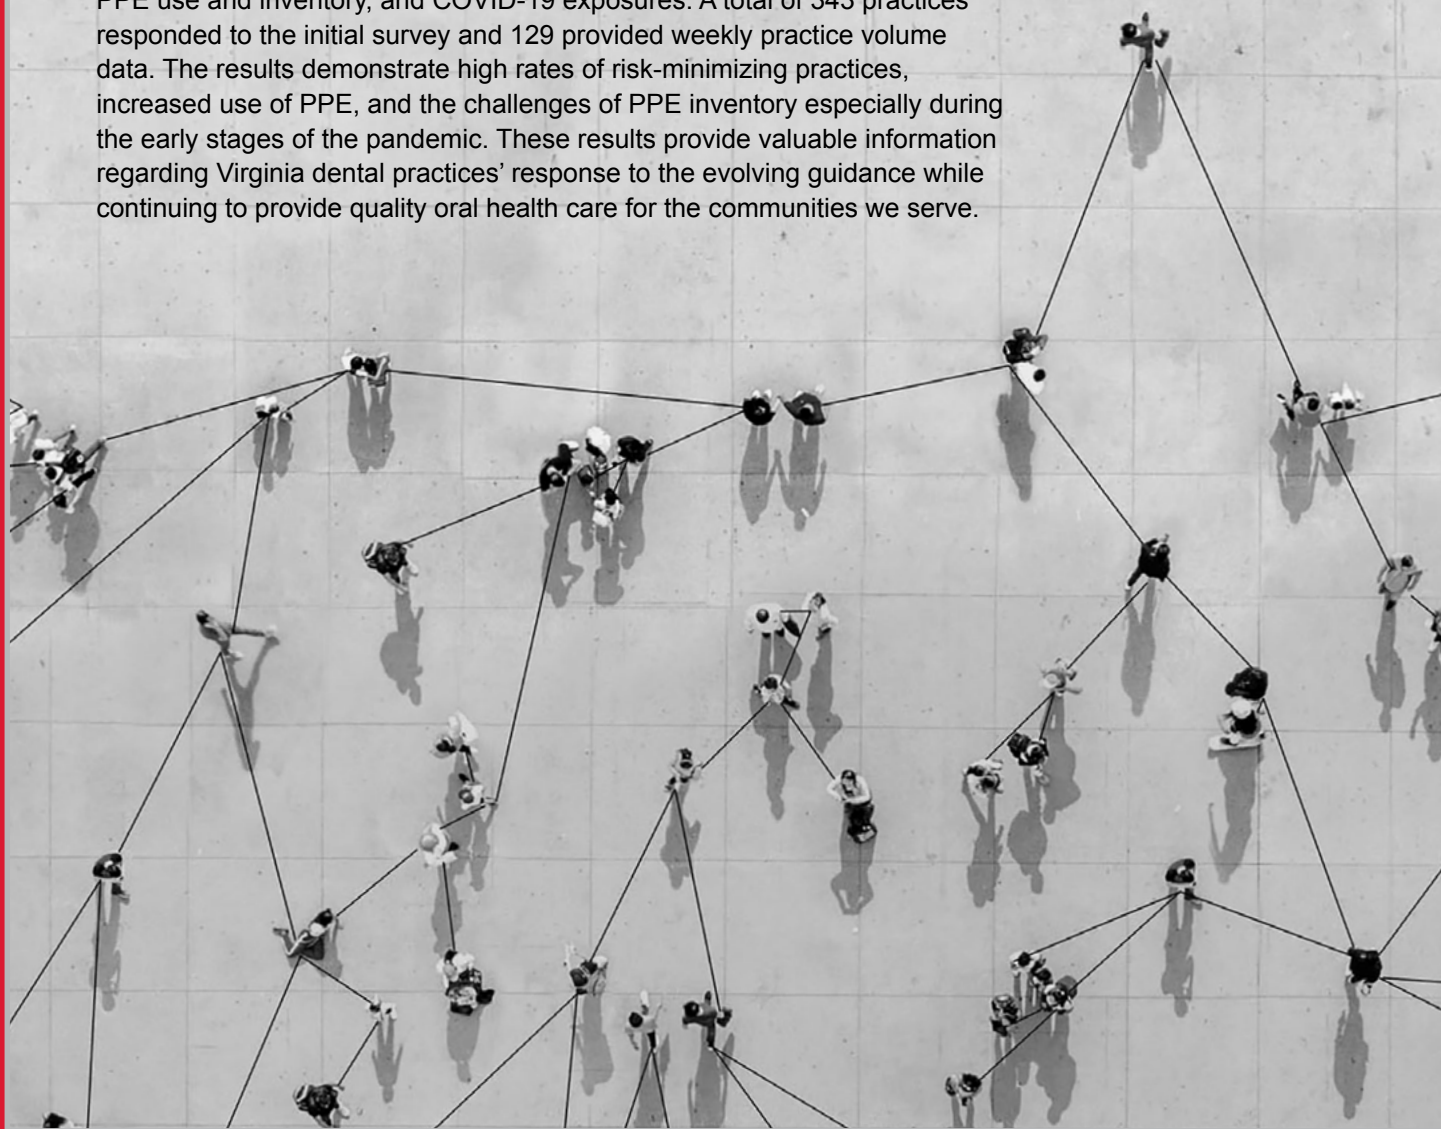 PPE use and inventory, and COVID-19 exposures. A total of practices
responded to the initial survey and 129 provided weekly practice volume
data. The results demonstrate high rates of risk-minimizing practices,
increased use of PPE, and the challenges of PPE inventory especially during
the early stages of the pandemic. These results provide valuable information
regarding Virginia dental practices’ response to the evolving guidance while
continuing to provide quality oral health care for the communities we serve.